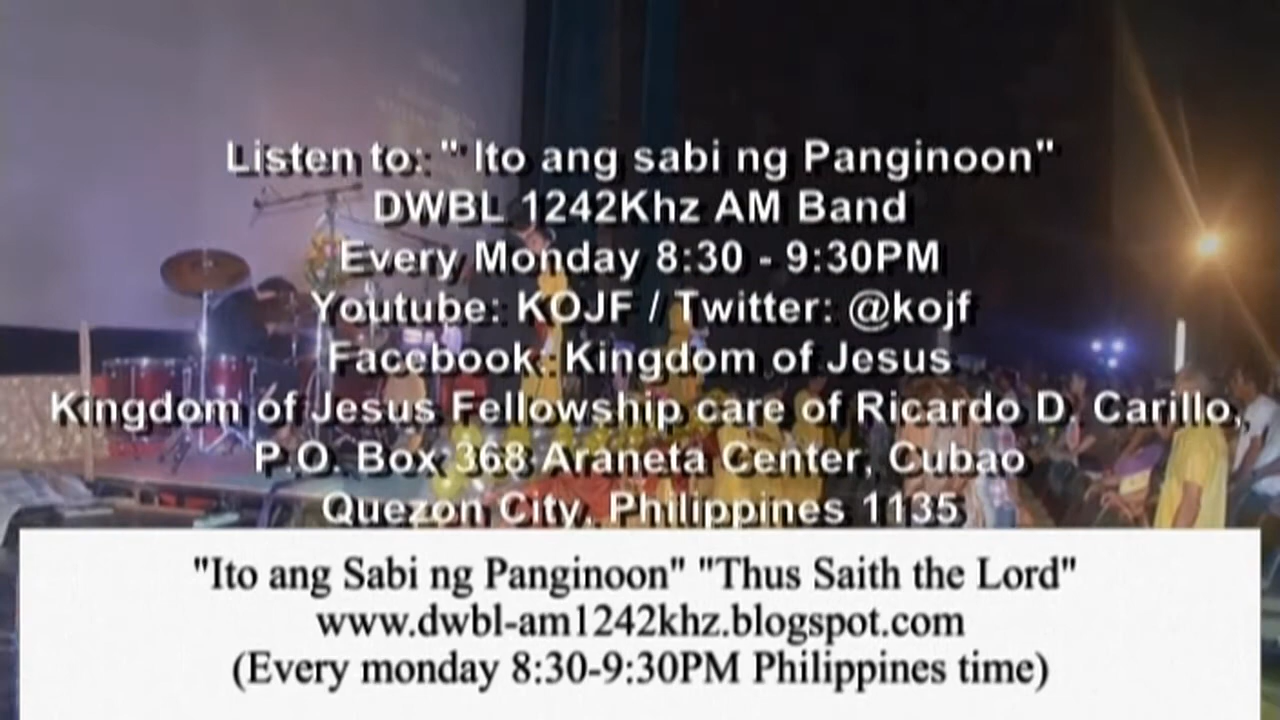 Listen to: " Ito ang sabi ng Panginoon"
DWBL 1242Khz AM Band
Every Monday 8:30 - 9:30PM
Youtube: KOJF / Twitter: @kojf
Facebook: Kingdom of Jesus
Kingdom of Jesus Fellowship care of Ricardo D. Carillo,
P.O. Box 368 Araneta Center, Cubao
Quezon City, Philippines 1135
"Ito ang Sabi ng Panginoon" "Thus Saith the Lord"
www.dwbl-am1242khz.blogspot.com
(Every monday 8:30-9:30PM Philippines time)